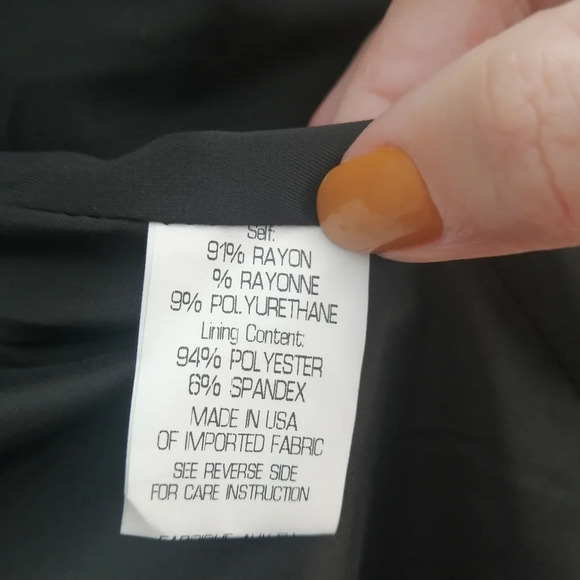 Self:
91% RAYON
% RAYONNE
9% POLYURETHANE
Lining Content:
94% POLYESTER
6% SPANDEX
MADE IN USA
OF IMPORTED FABRIC
SEE REVERSE SIDE
FOR CARE INSTRUCTION